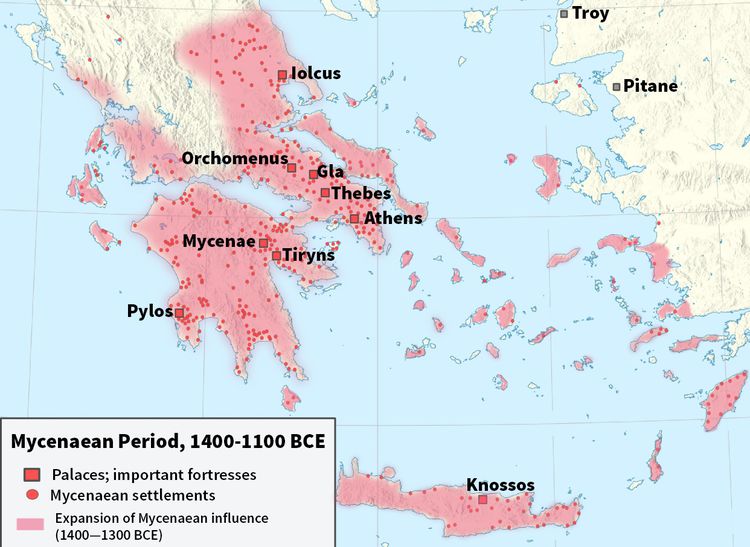 Troy
Iolcus
Pitane
Orchomenus
Gla
Thebes
Athens
Mycenae
Tiryns
Pylos
Knossos
Mycenaean Period, 1400-1100 BCE
Palaces; important fortresses
Mycenaean settlements
Expansion of Mycenaean influence
(1400—1300 BCE)